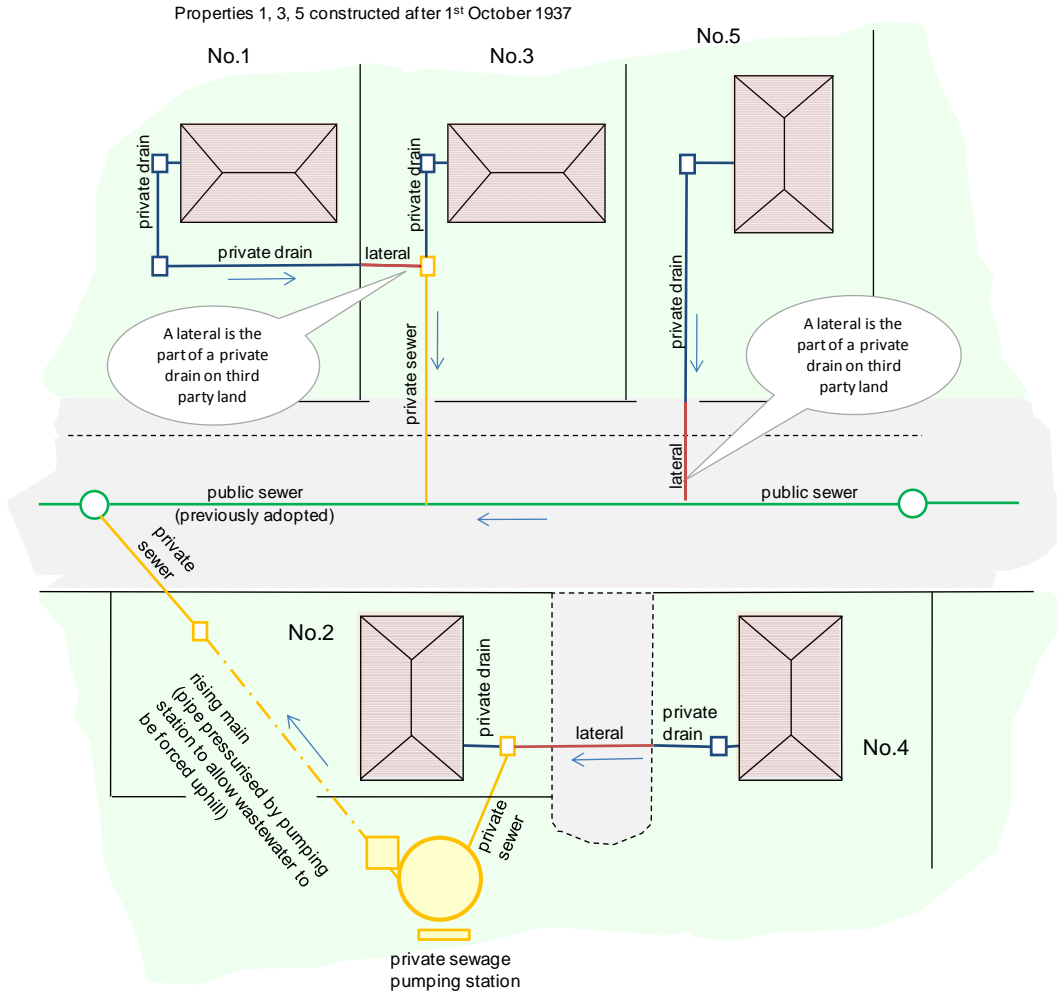 Properties 1, 3, 5 constructed after 1st October 1937
No.1
No.3
No.5
private drain
private drain
lateral
private drain
private drain
A lateral is the
part of a private
drain on third
party land
A lateral is the
part of a private
drain on third
party land
private sewer
lateral
public sewer
(previously adopted)
public sewer
private
sewer
No.2
rising main
(pipe pressurised by pumping
station to allow wastewater to
be forced uphill)
private drain
lateral
private
drain
No.4
private
sewer
private sewage
pumping station